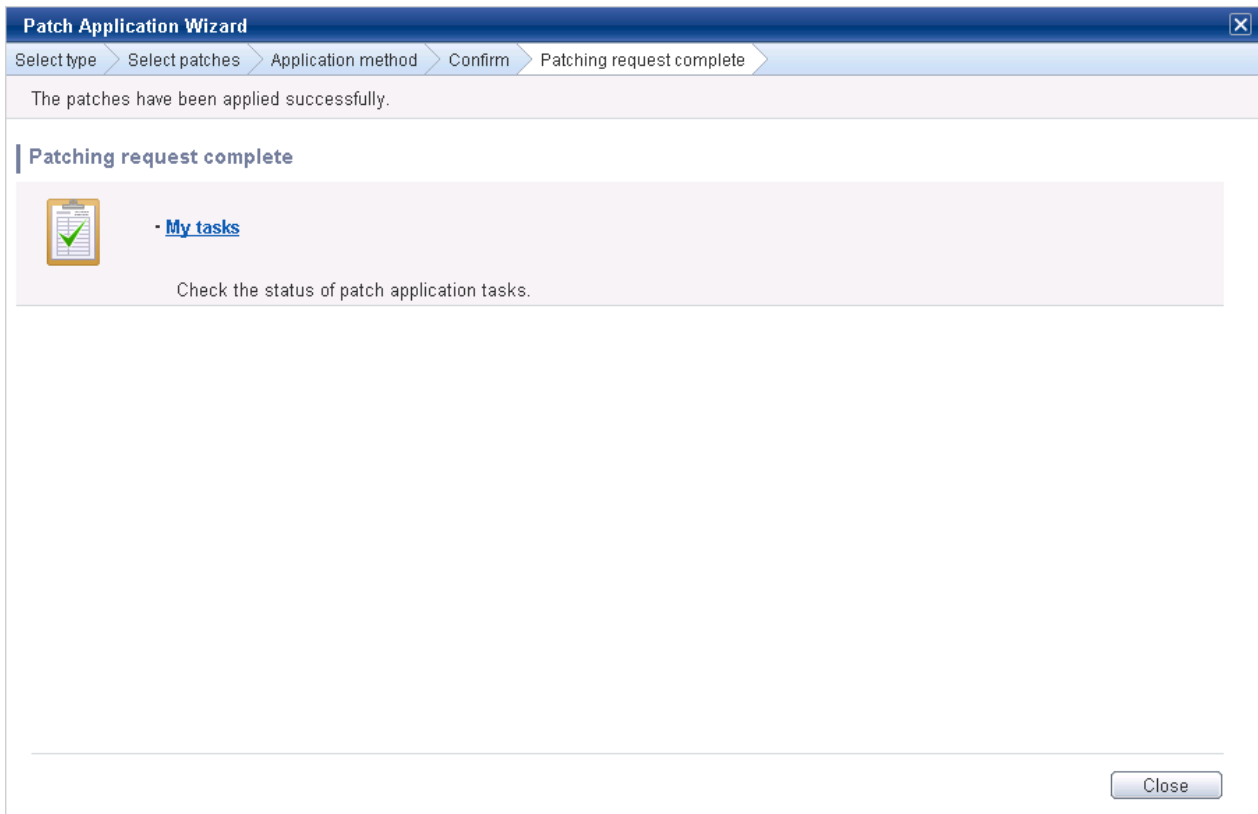 Patch Application Wizard
Select type Select patches Application method Confirm Patching request complete
The patches have been applied successfully.
Patching request complete
- My tasks
Check the status of patch application tasks.
Close